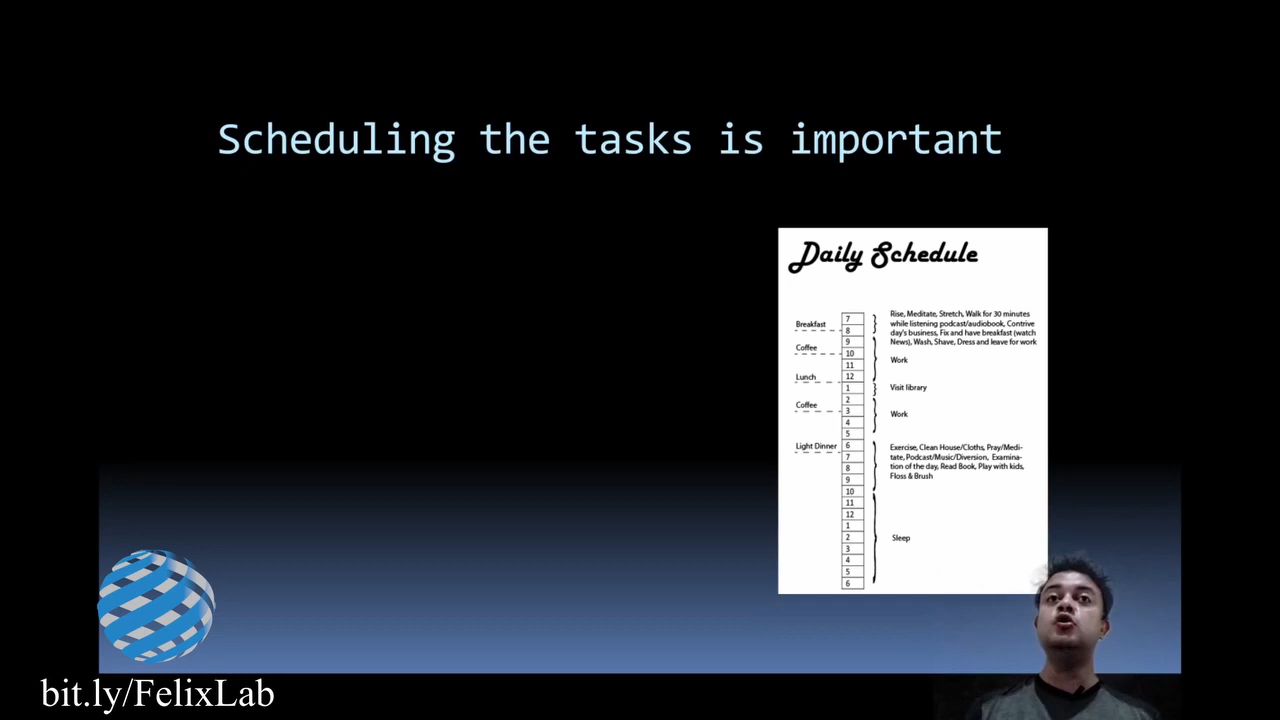 Scheduling the tasks is important
Daily Schedule
Breakfast
Coffee
Lunch
Coffee
Light Dinner
7
8
9
10
11
12
1
2
3
4
5
6
7
8
9
10
11
12
1
2
3
4
5
6
Rise, Meditate, Stretch, Walk for 30 minutes
while listening podcast/audiobook, Contrive
day's business, Fix and have breakfast (watch
News), Wash, Shave, Dress and leave for work
Work
Visit library
Work
Exercise, Clean House/Cloths, Pray/Medi-
tate, Podcast/Music/Diversion, Examina-
tion of the day, Read Book, Play with kids,
Floss & Brush
Sleep
bit.ly/FelixLab